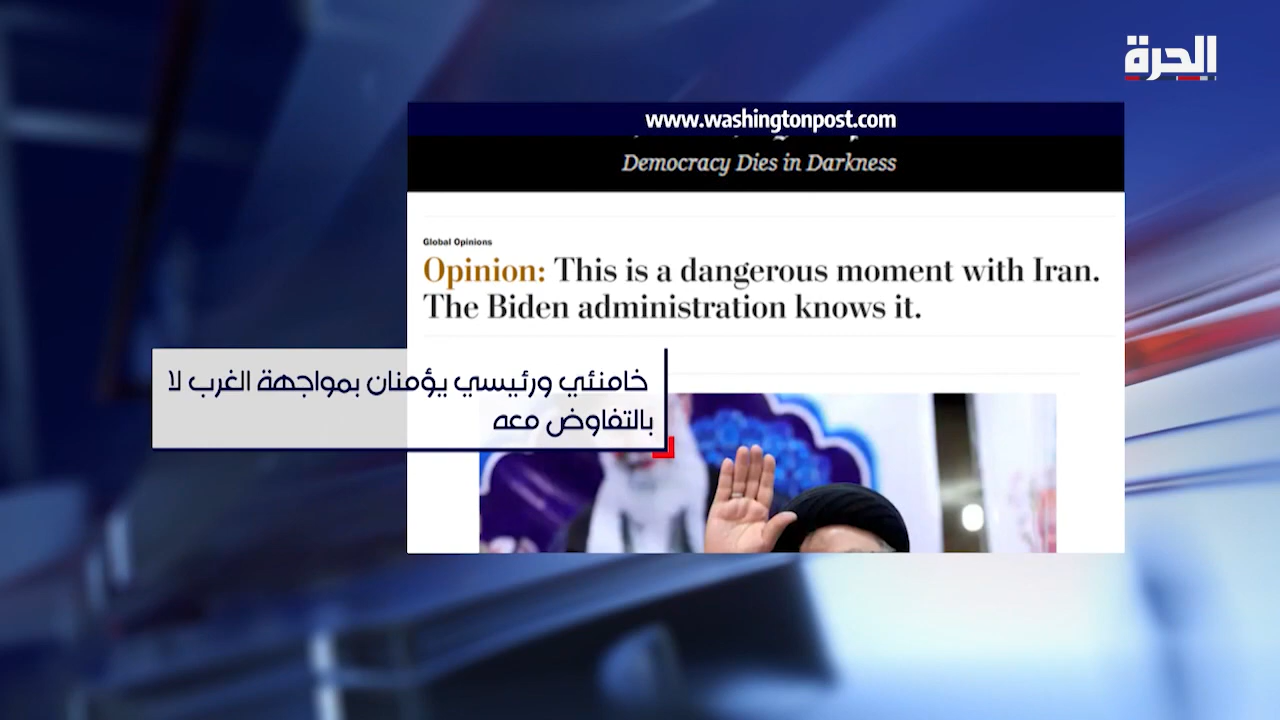 الحرة
www.washingtonpost.com
Democracy Dies in Darkness
Global Opinions
Opinion: This is a dangerous moment with Iran.
The Biden administration knows it.
خامنئي ورئيسي يؤمنان بمواجهة الغرب لا
بالتفاوض معه